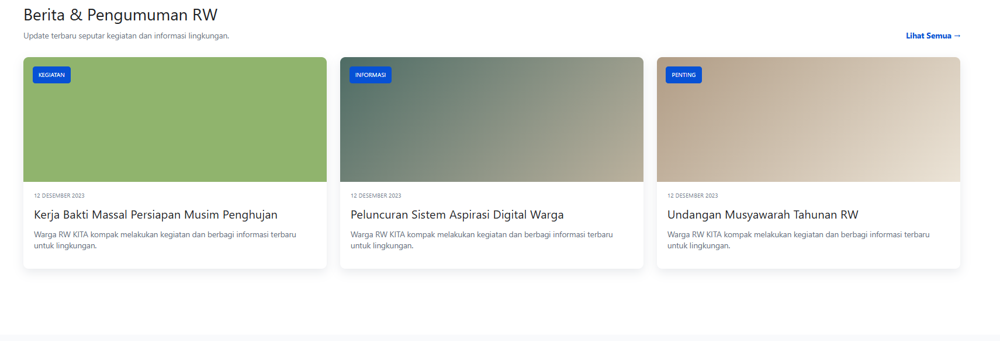 Berita & Pengumuman RW
Update terbaru seputar kegiatan dan informasi lingkungan.
Lihat Semua →
KEGIATAN
12 DESEMBER 2023
Kerja Bakti Massal Persiapan Musim Penghujan
Warga RW KITA kompak melakukan kegiatan dan berbagi informasi terbaru
untuk lingkungan.
INFORMASI
12 DESEMBER 2023
Peluncuran Sistem Aspirasi Digital Warga
Warga RW KITA kompak melakukan kegiatan dan berbagi informasi terbaru
untuk lingkungan.
PENTING
12 DESEMBER 2023
Undangan Musyawarah Tahunan RW
Warga RW KITA kompak melakukan kegiatan dan berbagi informasi terbaru
untuk lingkungan.